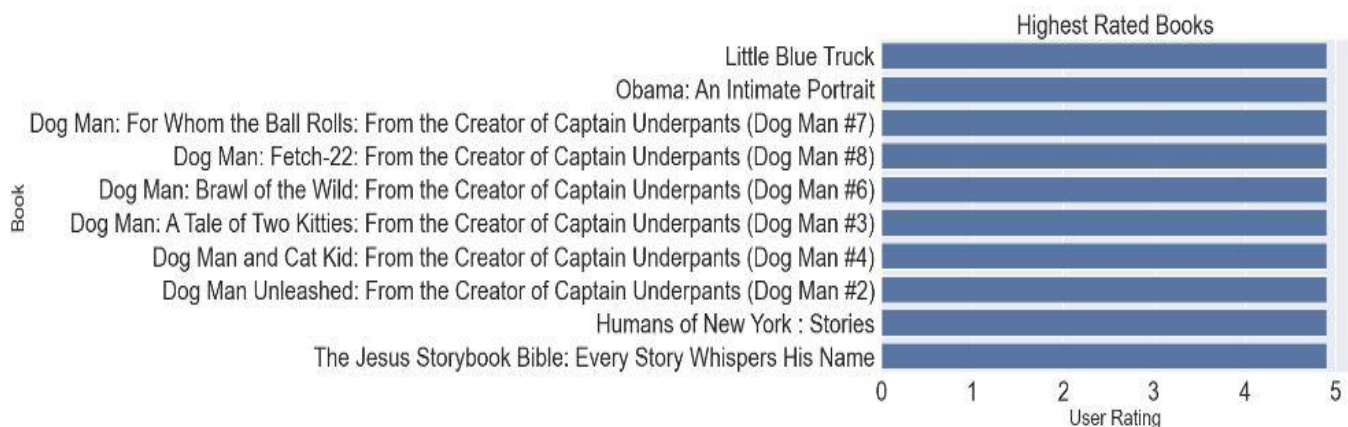 Highest Rated Books
Little Blue Truck
Obama: An Intimate Portrait
Dog Man: For Whom the Ball Rolls: From the Creator of Captain Underpants (Dog Man #7)
Dog Man: Fetch-22: From the Creator of Captain Underpants (Dog Man #8)
Dog Man: Brawl of the Wild: From the Creator of Captain Underpants (Dog Man #6)
Dog Man: A Tale of Two Kitties: From the Creator of Captain Underpants (Dog Man #3)
Dog Man and Cat Kid: From the Creator of Captain Underpants (Dog Man #4)
Dog Man Unleashed: From the Creator of Captain Underpants (Dog Man #2)
Humans of New York : Stories
The Jesus Storybook Bible: Every Story Whispers His Name
Book
0 1 2 3 4 5
User Rating